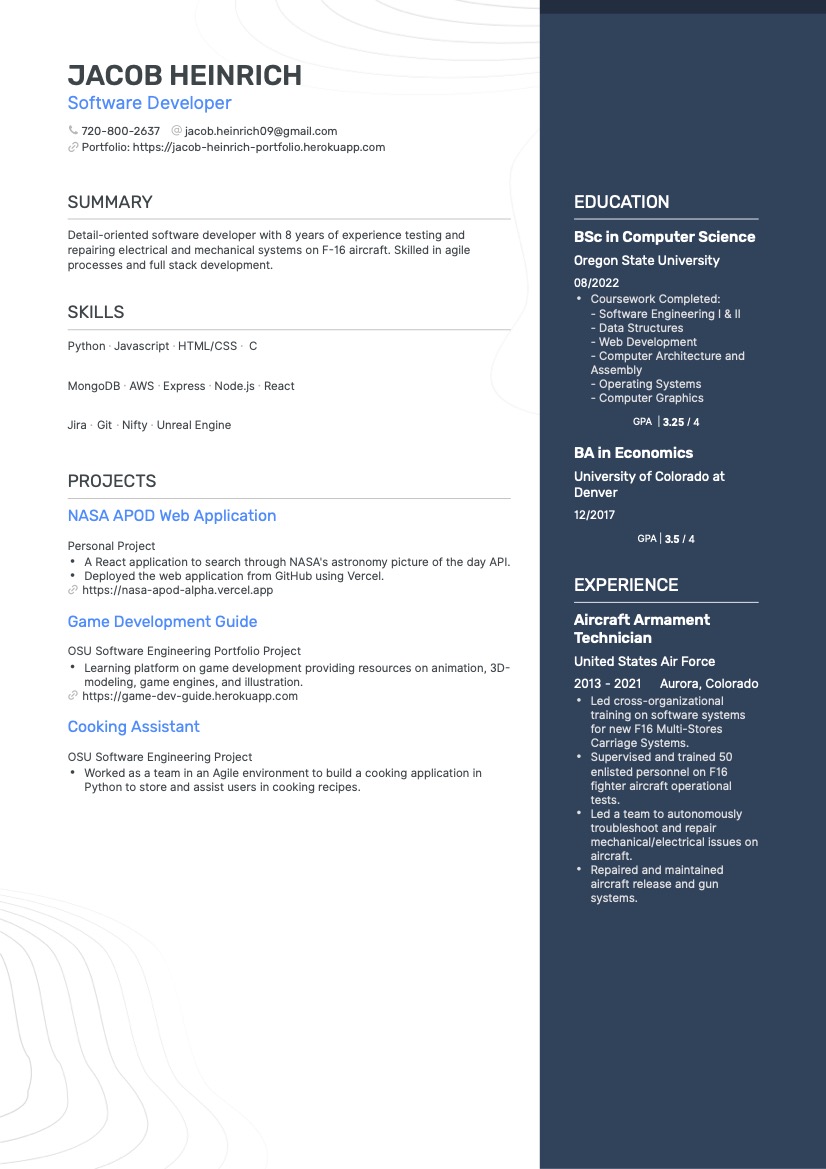 JACOB HEINRICH
Software Developer
720-800-2637 jacob.heinrich09@gmail.com
Portfolio: https://jacob-heinrich-portfolio.herokuapp.com
SUMMARY
Detail-oriented software developer with 8 years of experience testing and
repairing electrical and mechanical systems on F-16 aircraft. Skilled in agile
processes and full stack development.
SKILLS
Python · Javascript · HTML/CSS · C
MongoDB · AWS · Express · Node.js · React
Jira · Git · Nifty · Unreal Engine
PROJECTS
NASA APOD Web Application
Personal Project
• A React application to search through NASA's astronomy picture of the day API.
• Deployed the web application from GitHub using Vercel.
https://nasa-apod-alpha.vercel.app
Game Development Guide
OSU Software Engineering Portfolio Project
• Learning platform on game development providing resources on animation, 3D-
modeling, game engines, and illustration.
https://game-dev-guide.herokuapp.com
Cooking Assistant
OSU Software Engineering Project
• Worked as a team in an Agile environment to build a cooking application in
Python to store and assist users in cooking recipes.
EDUCATION
BSc in Computer Science
Oregon State University
08/2022
• Coursework Completed:
- Software Engineering I & II
- Data Structures
- Web Development
- Computer Architecture and
Assembly
- Operating Systems
- Computer Graphics
GPA | 3.25 / 4
BA in Economics
University of Colorado at
Denver
12/2017
GPA | 3.5 / 4
EXPERIENCE
Aircraft Armament
Technician
United States Air Force
2013 - 2021 Aurora, Colorado
• Led cross-organizational
training on software systems
for new F16 Multi-Stores
Carriage Systems.
• Supervised and trained 50
enlisted personnel on F16
fighter aircraft operational
tests.
• Led a team to autonomously
troubleshoot and repair
mechanical/electrical issues on
aircraft.
• Repaired and maintained
aircraft release and gun
systems.